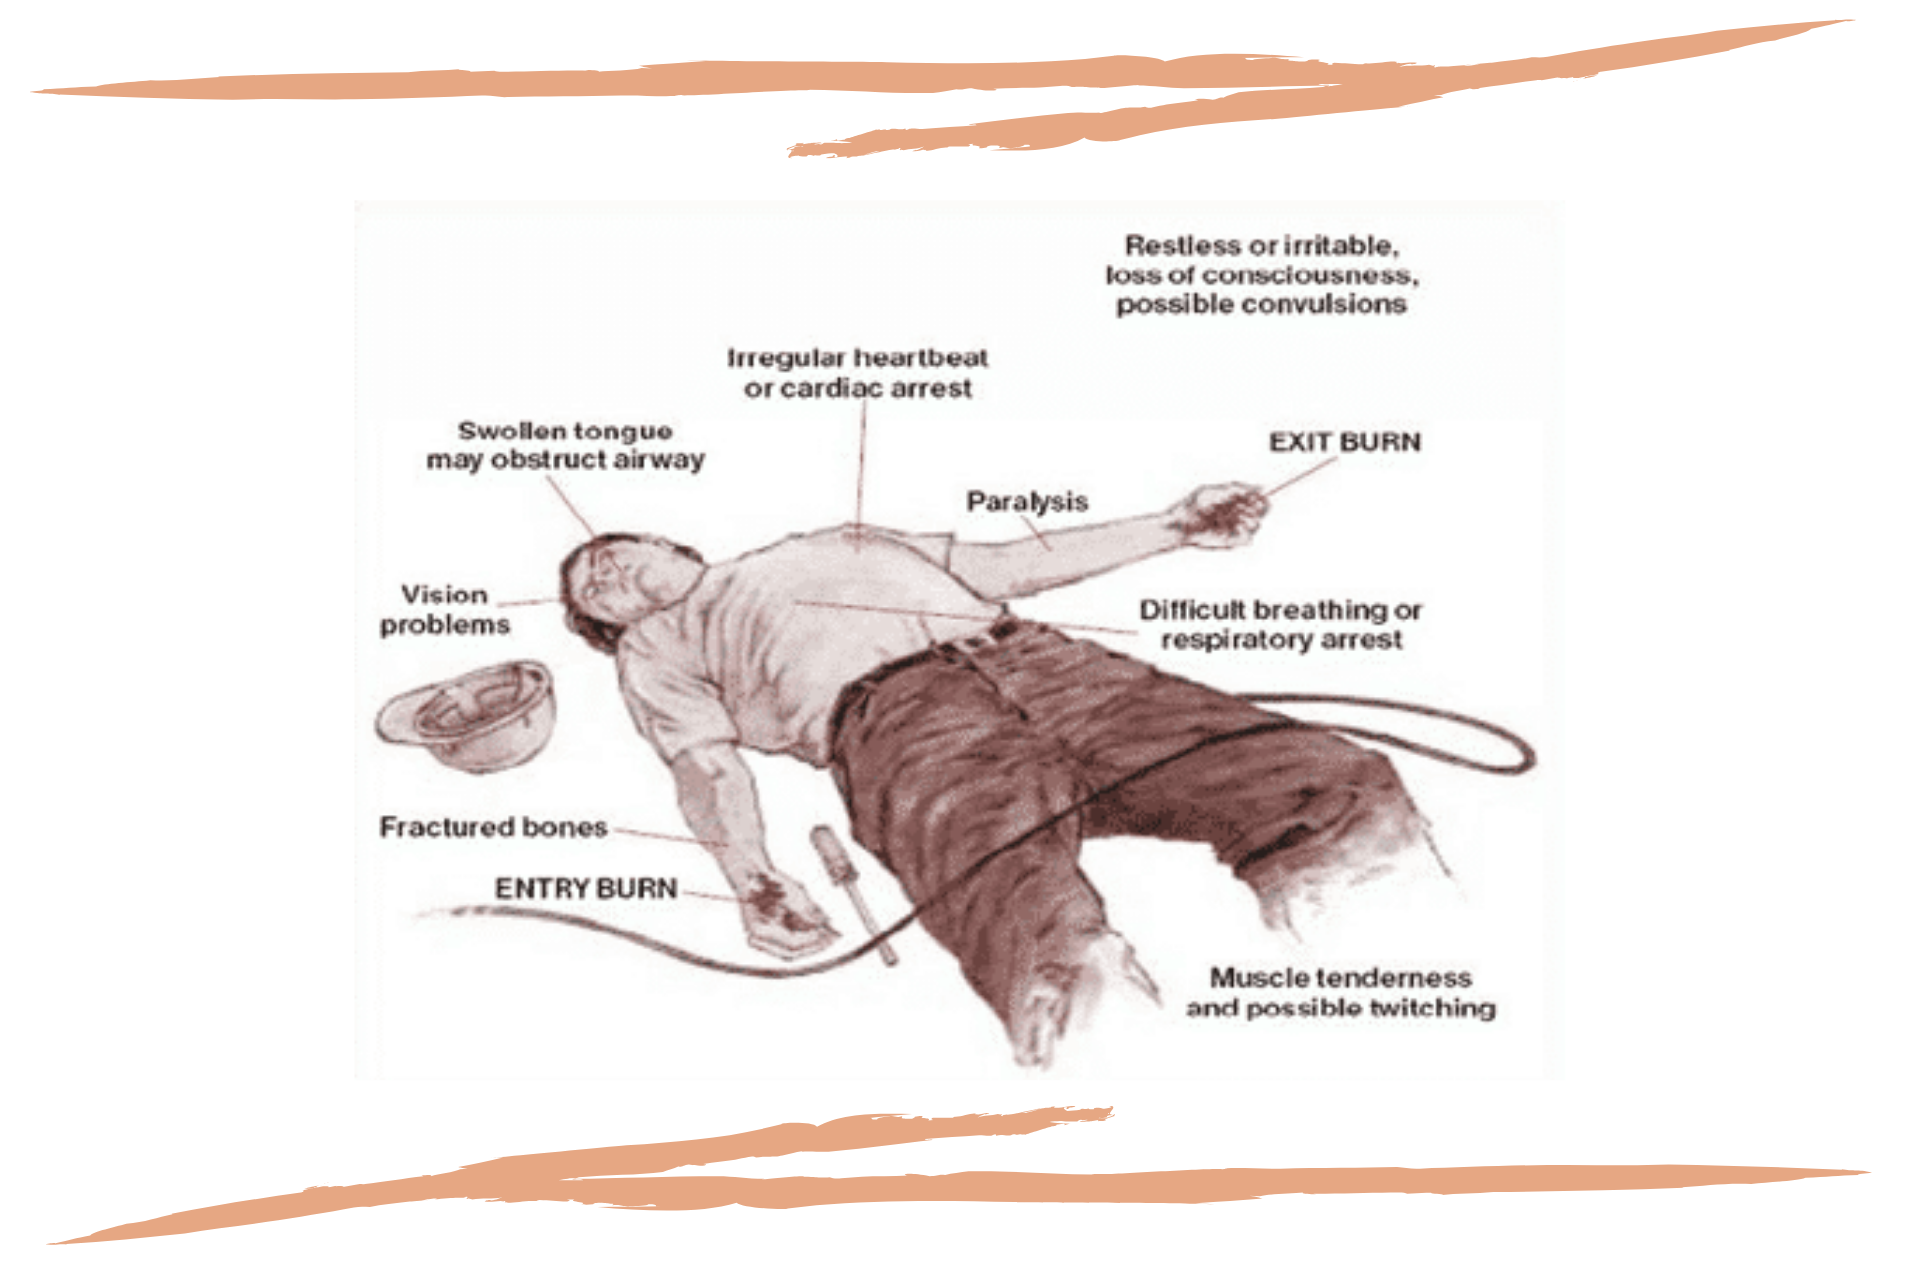 Restless or irritable,
loss of consciousness,
possible convulsions
Irregular heartbeat
or cardiac arrest
Swollen tongue
may obstruct airway
EXIT BURN
Paralysis
Vision
problems
Difficult breathing or
respiratory arrest
Fractured bones
ENTRY BURN
Muscle tenderness
and possible twitching